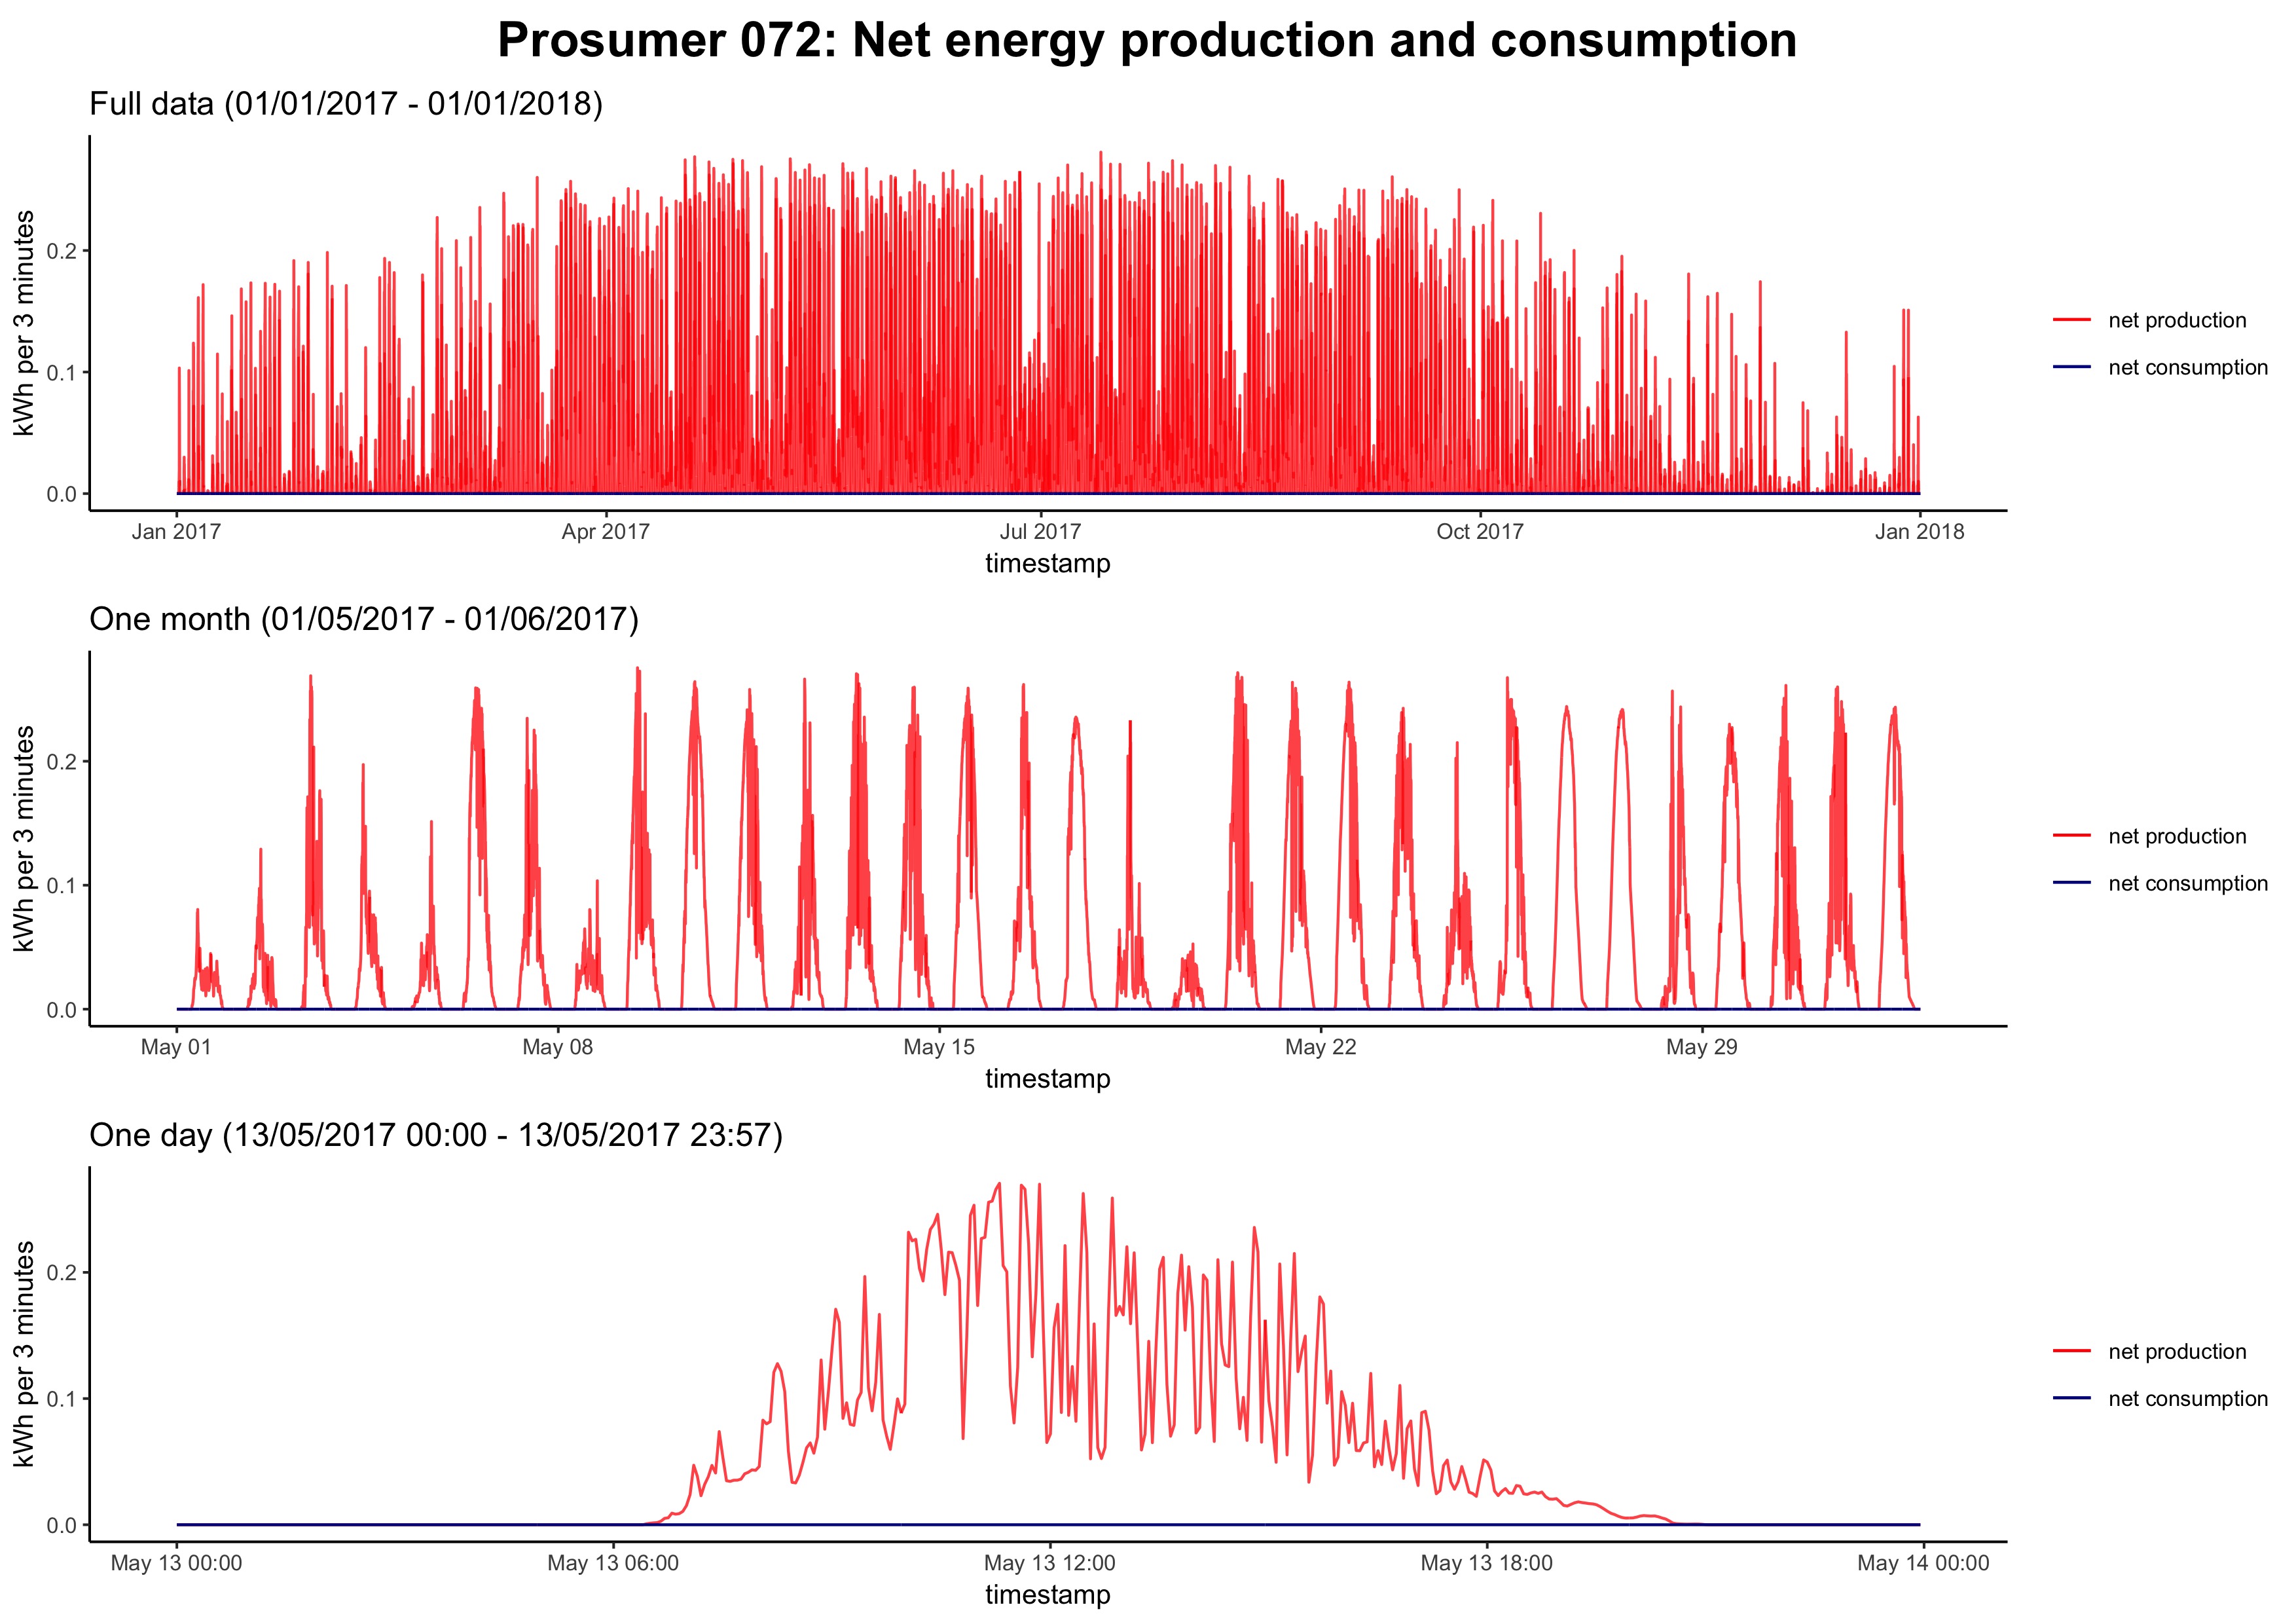 Prosumer 072: Net energy production and consumption
Full data (01/01/2017 - 01/01/2018)
kWh per 3 minutes
0.2
0.1
0.0
Jan 2017 Apr 2017 Jul 2017 Oct 2017 Jan 2018
timestamp
net production
net consumption
One month (01/05/2017 - 01/06/2017)
kWh per 3 minutes
0.2
0.1
0.0
May 01 May 08 May 15 May 22 May 29
timestamp
net production
net consumption
One day (13/05/2017 00:00 - 13/05/2017 23:57)
kWh per 3 minutes
0.2
0.1
0.0
May 13 00:00 May 13 06:00 May 13 12:00 May 13 18:00 May 14 00:00
timestamp
net production
net consumption